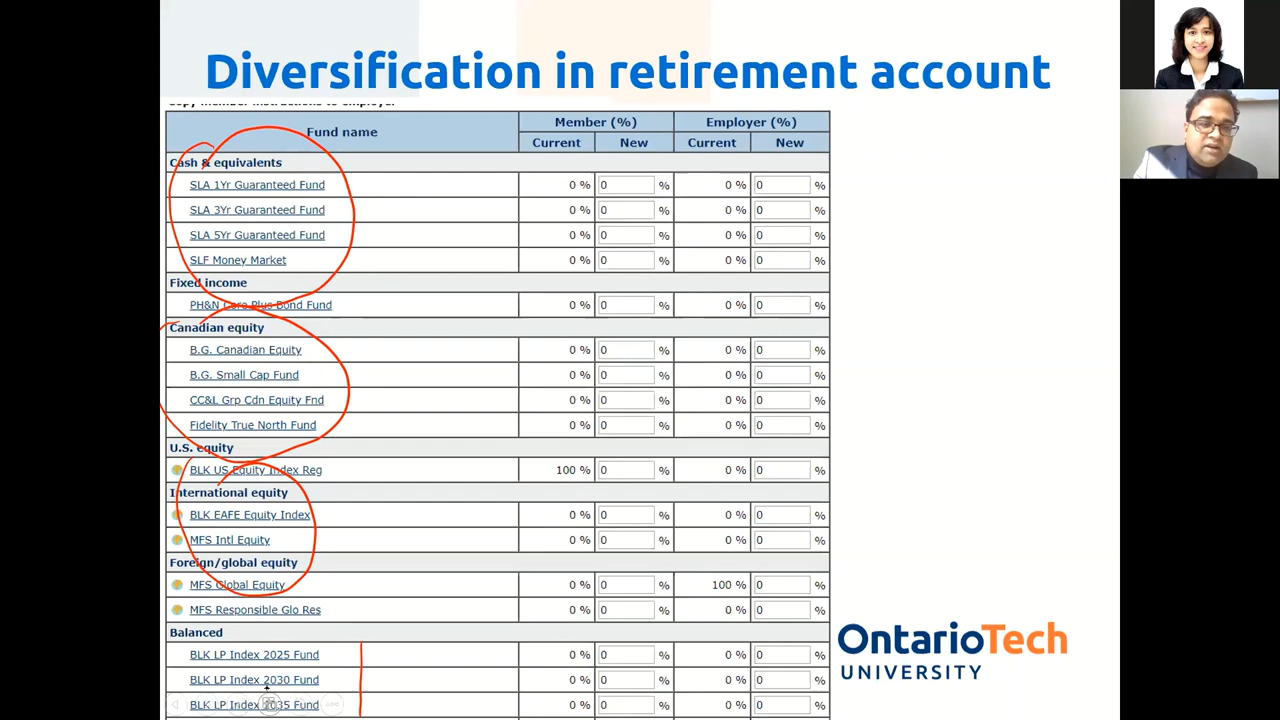 Diversification in retirement account
Copy member instructions to employer
Fund name Member (%) Employer (%)
Current New Current New
Cash & equivalents
SLA 1Yr Guaranteed Fund 0 % 0 % 0 % 0 %
SLA 3Yr Guaranteed Fund 0 % 0 % 0 % 0 %
SLA 5Yr Guaranteed Fund 0 % 0 % 0 % 0 %
SLF Money Market 0 % 0 % 0 % 0 %
Fixed income
PH&N Core Plus Bond Fund 0 % 0 % 0 % 0 %
Canadian equity
B.G. Canadian Equity 0 % 0 % 0 % 0 %
B.G. Small Cap Fund 0 % 0 % 0 % 0 %
CC&L Grp Cdn Equity Fnd 0 % 0 % 0 % 0 %
Fidelity True North Fund 0 % 0 % 0 % 0 %
U.S. equity
BLK US Equity Index Reg 100 % 0 % 0 % 0 %
International equity
BLK EAFE Equity Index 0 % 0 % 0 % 0 %
MFS Intl Equity 0 % 0 % 0 % 0 %
Foreign/global equity
MFS Global Equity 0 % 0 % 100 % 0 %
MFS Responsible Glo Res 0 % 0 % 0 % 0 %
Balanced
BLK LP Index 2025 Fund 0 % 0 % 0 % 0 %
BLK LP Index 2030 Fund 0 % 0 % 0 % 0 %
BLK LP Index 2035 Fund 0 % 0 % 0 % 0 %
OntarioTech
UNIVERSITY